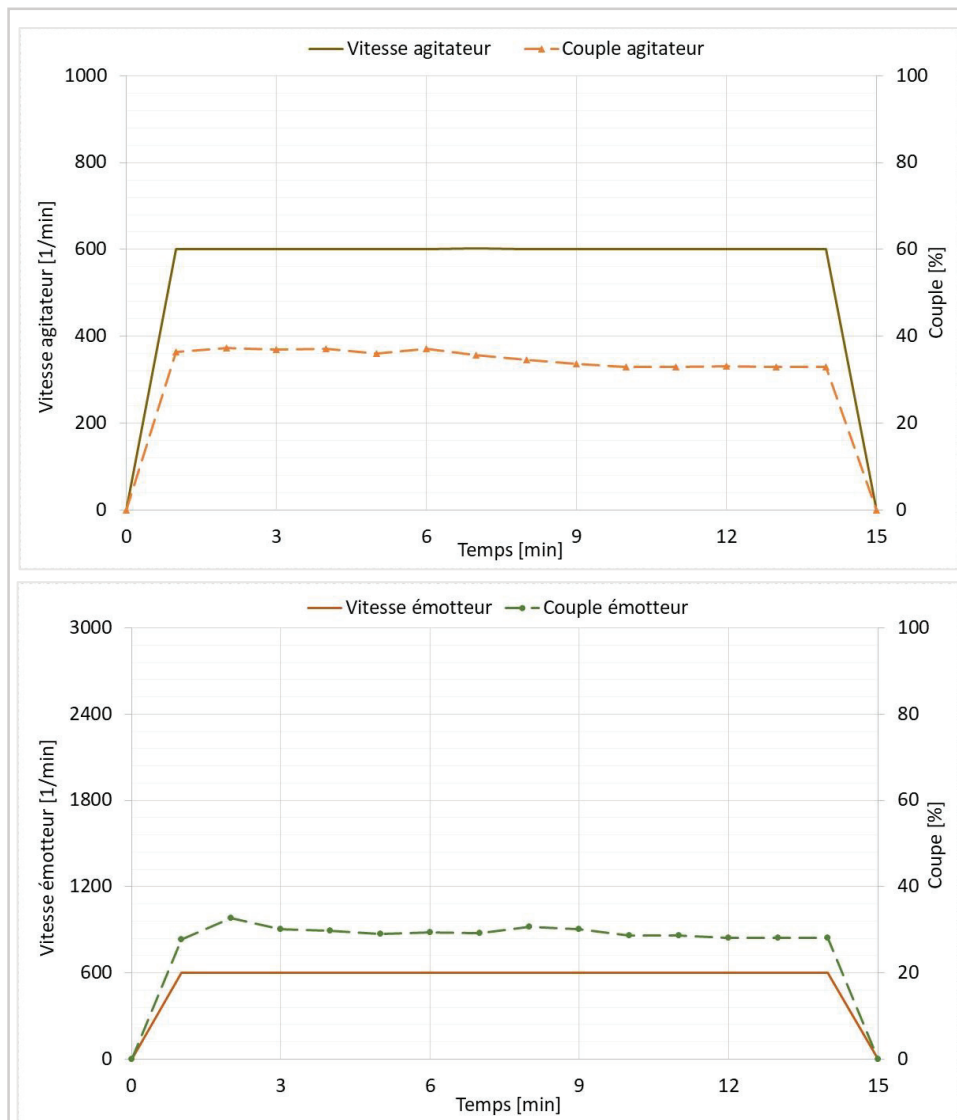 Vitesse agitateur Couple agitateur
1000 100
800 80
600 60
400 40
200 20
0 0
Vitesse agitateur [1/min]
Couple [%]
0 3 6 9 12 15
Temps [min]
Vitesse émotteur Couple émotteur
3000 100
2400 80
1800 60
1200 40
600 20
0 0
Vitesse émotteur [1/min]
Coupe [%]
0 3 6 9 12 15
Temps [min]